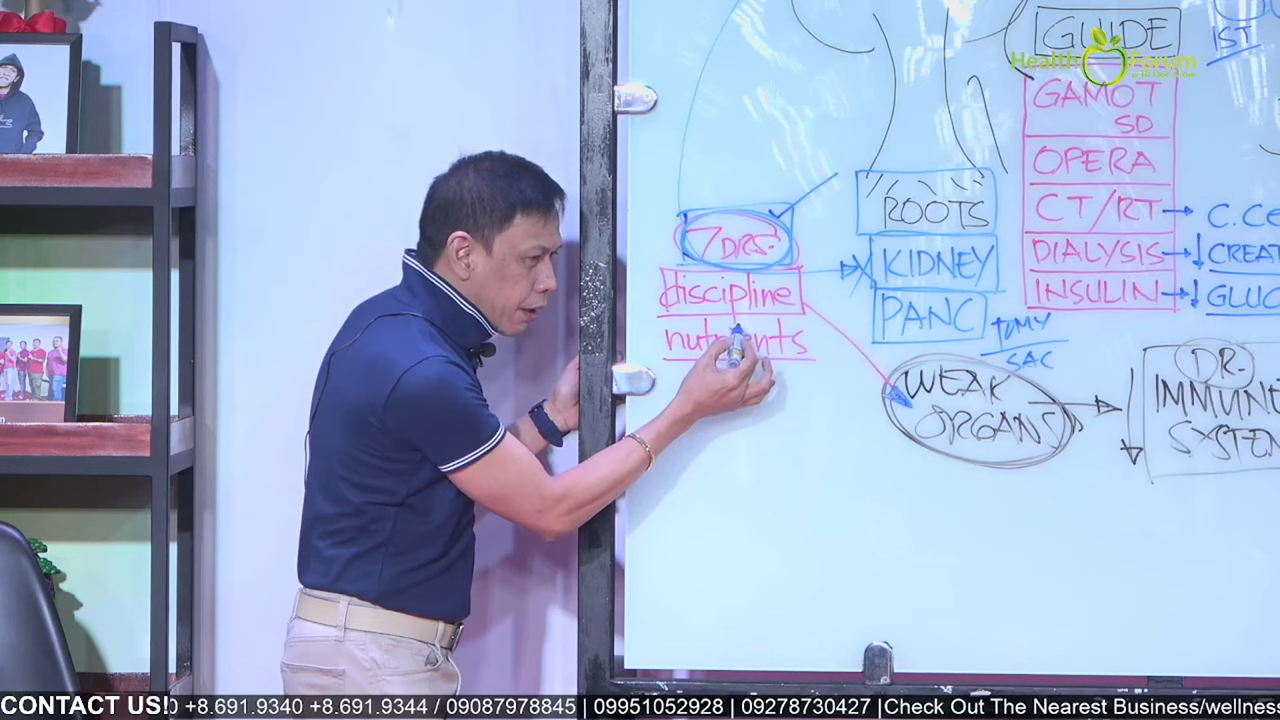 GUIDE
Health Forum
IST
GAMOT
SD
OPERA
CT/RT
C.CE
DIALYSIS
CREAT
INSULIN
GLUC
ROOTS
KIDNEY
PANC
TOMY
SAC
7 DRS.
discipline
nutrients
WEAK
ORGANS
DR.
IMMUNE
SYSTEM
CONTACT US! 0 +8.691.9340 +8.691.9344 / 09087978845 | 09951052928 | 09278730427 |Check Out The Nearest Business/wellness